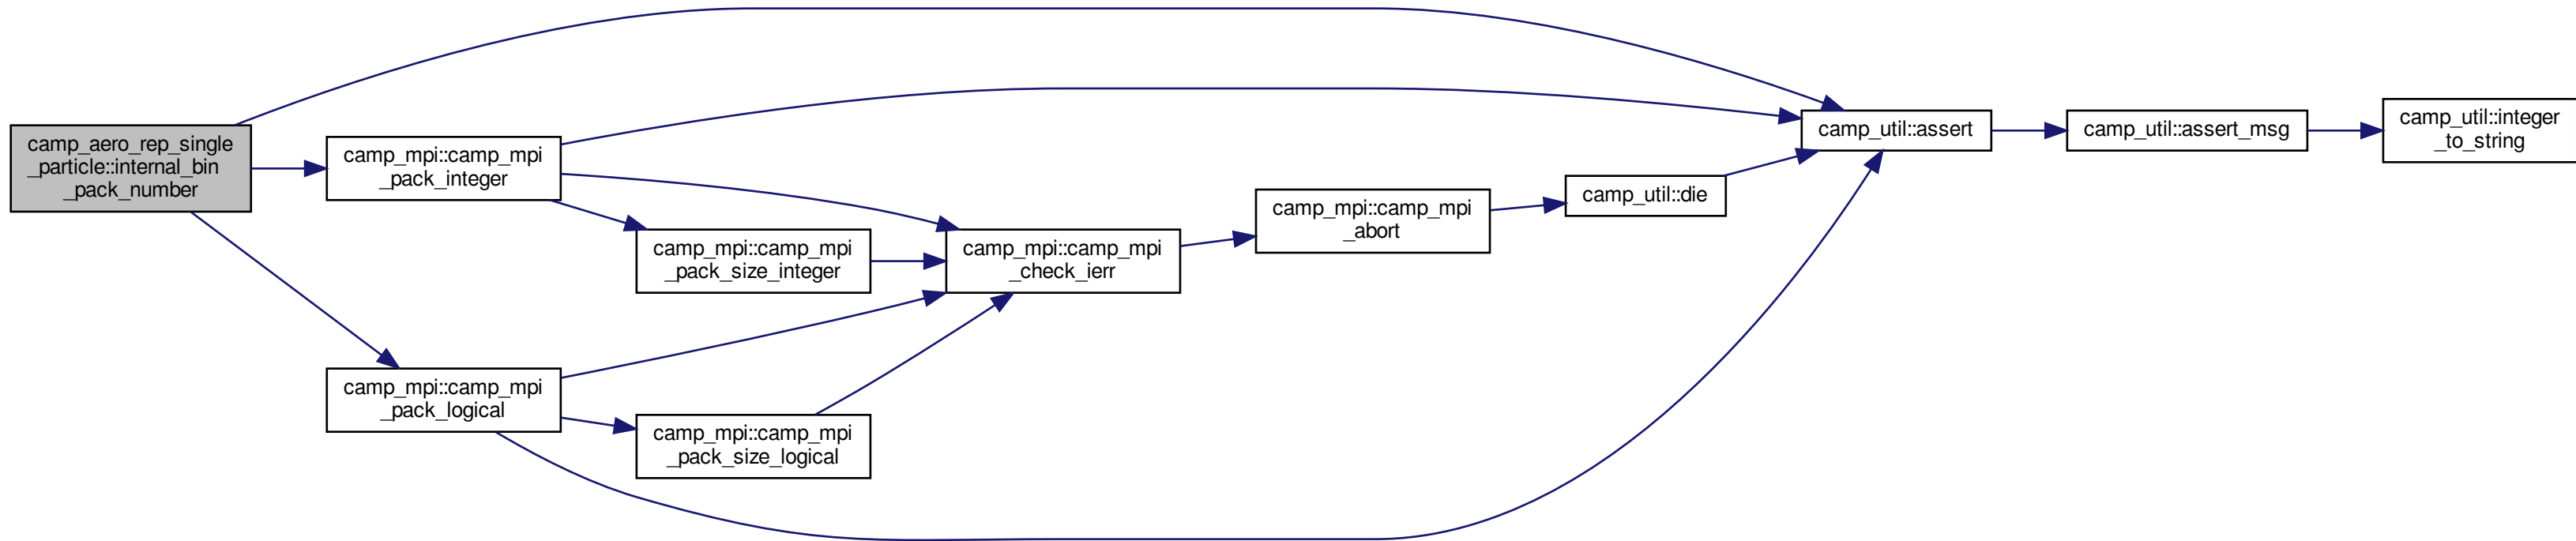 camp_aero_rep_single
_particle::internal_bin
_pack_number
camp_mpi::camp_mpi
_pack_integer
camp_mpi::camp_mpi
_pack_size_integer
camp_mpi::camp_mpi
_check_ierr
camp_mpi::camp_mpi
_abort
camp_util::die
camp_util::assert
camp_util::assert_msg
camp_util::integer
_to_string
camp_mpi::camp_mpi
_pack_logical
camp_mpi::camp_mpi
_pack_size_logical